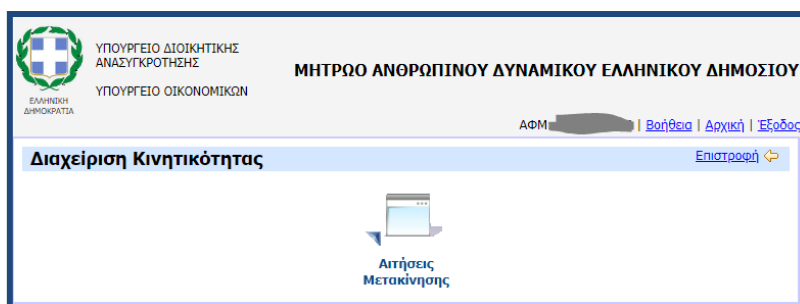 ΥΠΟΥΡΓΕΙΟ ΔΙΟΙΚΗΤΙΚΗΣ
ΑΝΑΣΥΓΚΡΟΤΗΣΗΣ
ΥΠΟΥΡΓΕΙΟ ΟΙΚΟΝΟΜΙΚΩΝ
ΕΛΛΗΝΙΚΗ
ΔΗΜΟΚΡΑΤΙΑ
ΜΗΤΡΩΟ ΑΝΘΡΩΠΙΝΟΥ ΔΥΝΑΜΙΚΟΥ ΕΛΛΗΝΙΚΟΥ ΔΗΜΟΣΙΟΥ
ΑΦΜ | Βοήθεια | Αρχική | Έξοδος
Διαχείριση Κινητικότητας
Επιστροφή
Αιτήσεις
Μετακίνησης